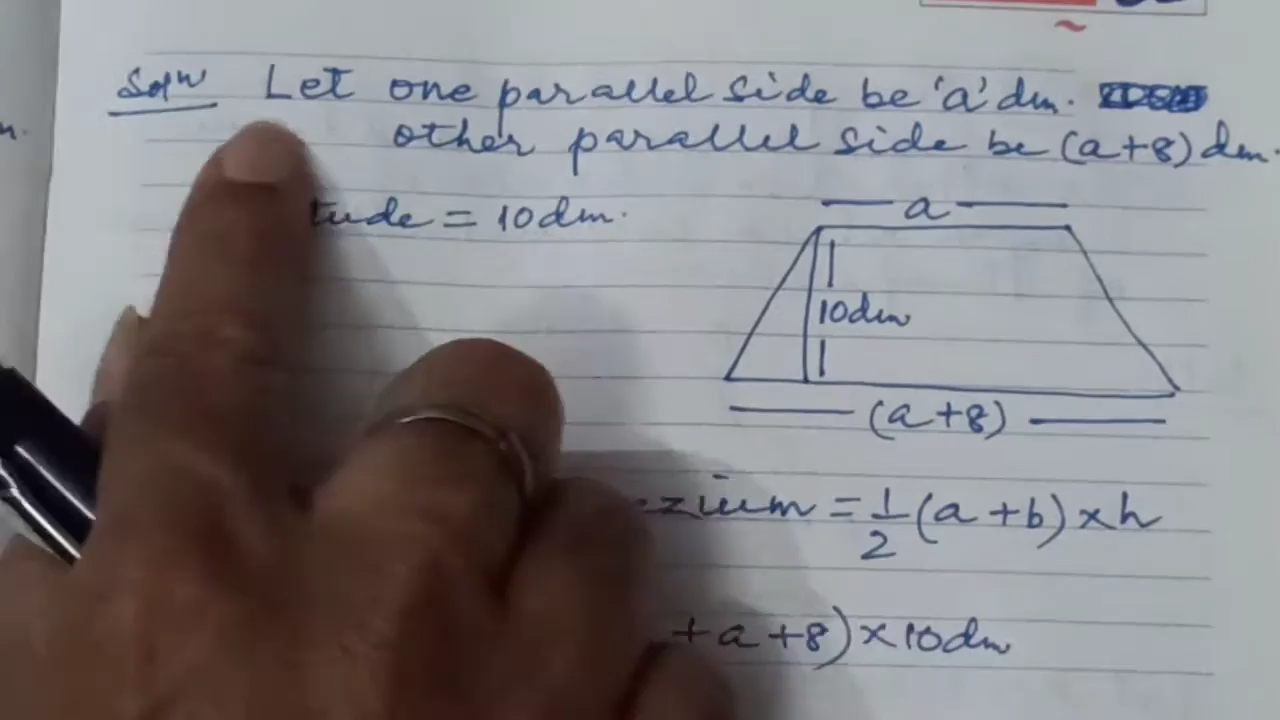 Soln Let one parallel side be 'a' dm.
other parallel side be (a+8) dm.
tude = 10dm.
a
10dm
(a+8)
ezium = 1/2 (a+b) × h
+a+8) × 10dm